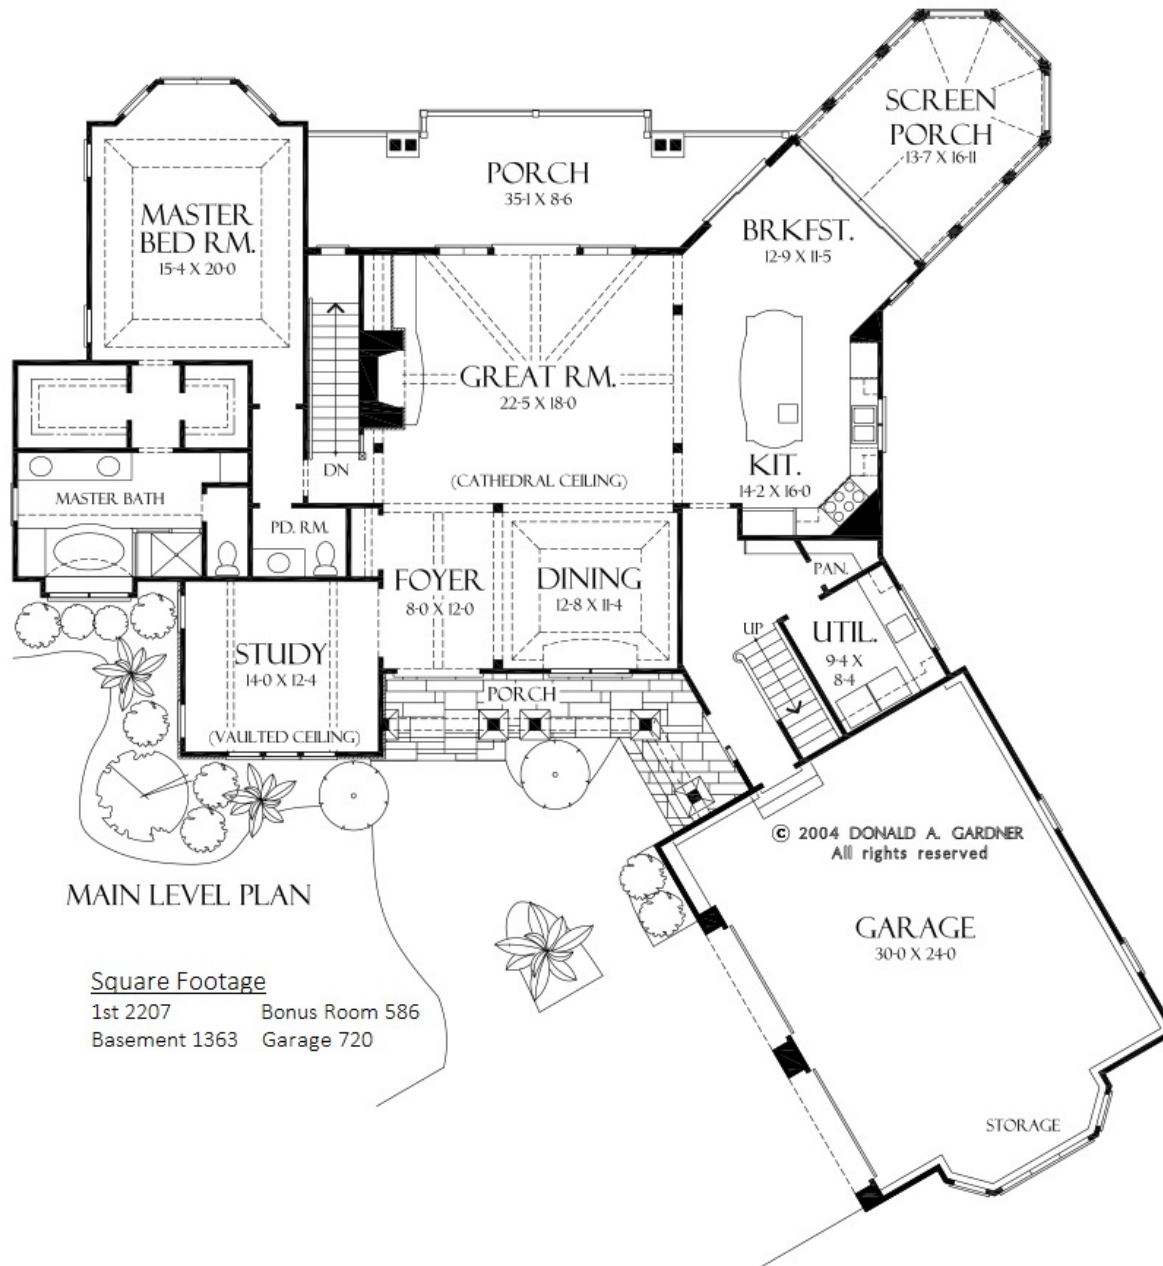 SCREEN
PORCH
13-7 X 16-11
PORCH
35-1 X 8-6
MASTER
BED RM.
15-4 X 20-0
BRKFST.
12-9 X 11-5
GREAT RM.
22-5 X 18-0
(CATHEDRAL CEILING)
KIT.
14-2 X 16-0
DN
MASTER BATH
PD. RM.
FOYER
8-0 X 12-0
DINING
12-8 X 11-4
PAN.
UP
UTIL.
9-4 X
8-4
STUDY
14-0 X 12-4
(VAULTED CEILING)
PORCH
© 2004 DONALD A. GARDNER
All rights reserved
MAIN LEVEL PLAN
GARAGE
30-0 X 24-0
Square Footage
1st 2207 Bonus Room 586
Basement 1363 Garage 720
STORAGE